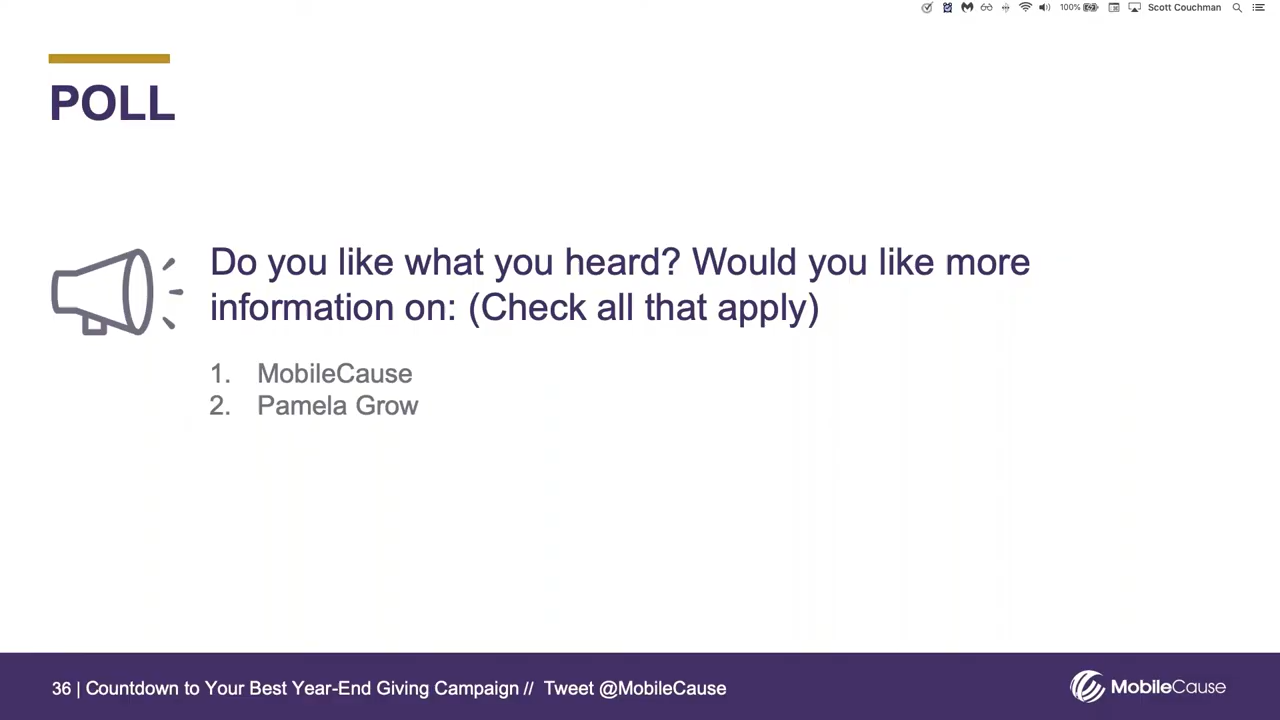 100% Scott Couchman
POLL
Do you like what you heard? Would you like more
information on: (Check all that apply)
1. MobileCause
2. Pamela Grow
36 | Countdown to Your Best Year-End Giving Campaign // Tweet @MobileCause
MobileCause